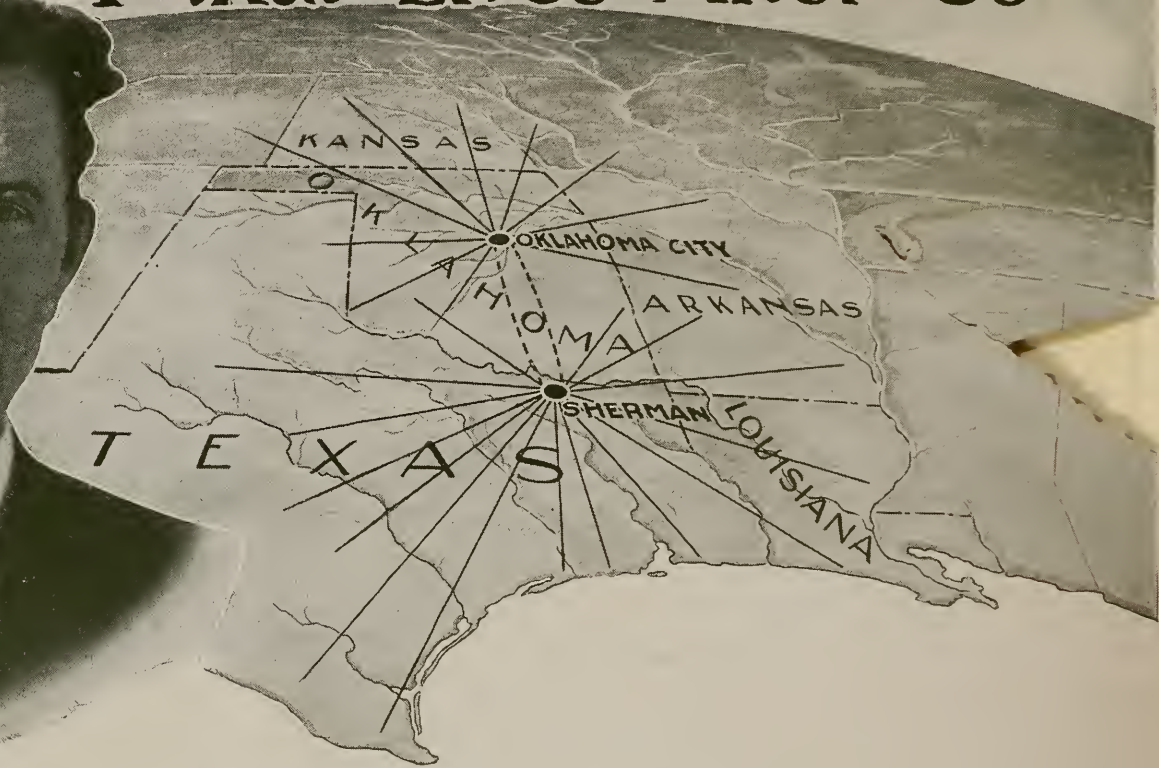 KANSAS
OKLAHOMA
OKLAHOMA CITY
ARKANSAS
SHERMAN
LOUISIANA
TEXAS